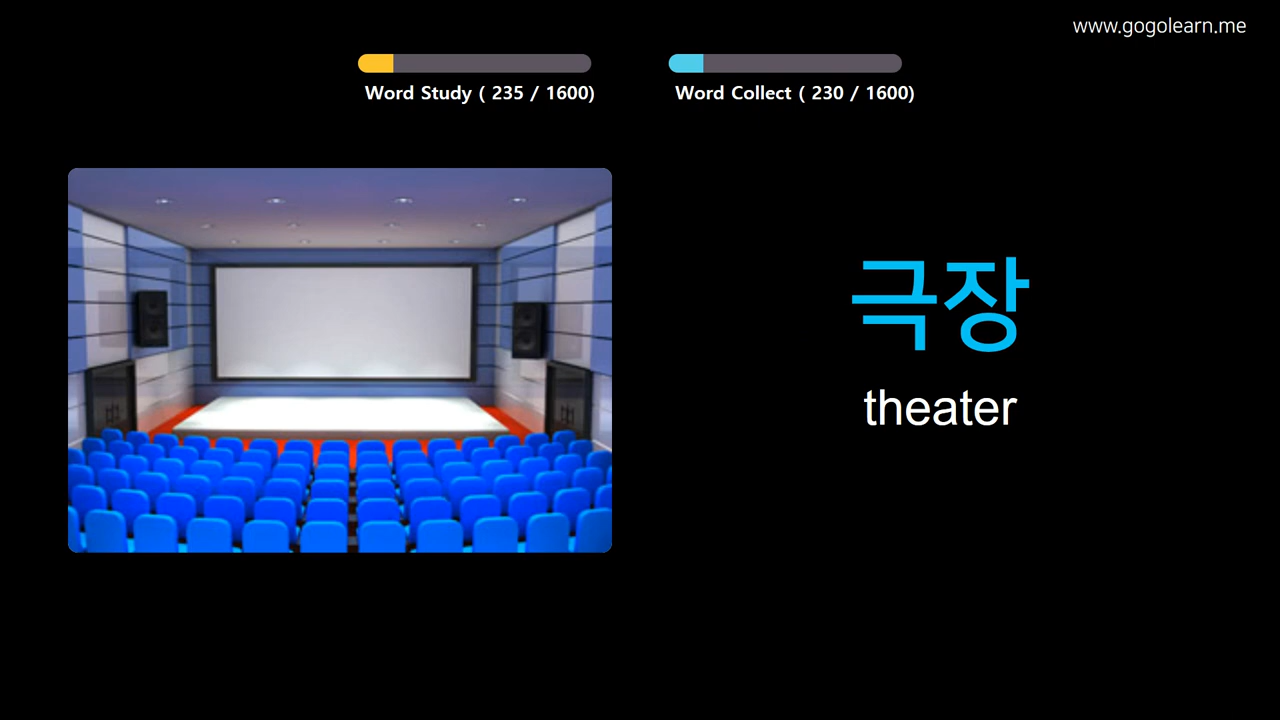 www.gogolearn.me
Word Study ( 235 / 1600)
Word Collect ( 230 / 1600)
극장
theater